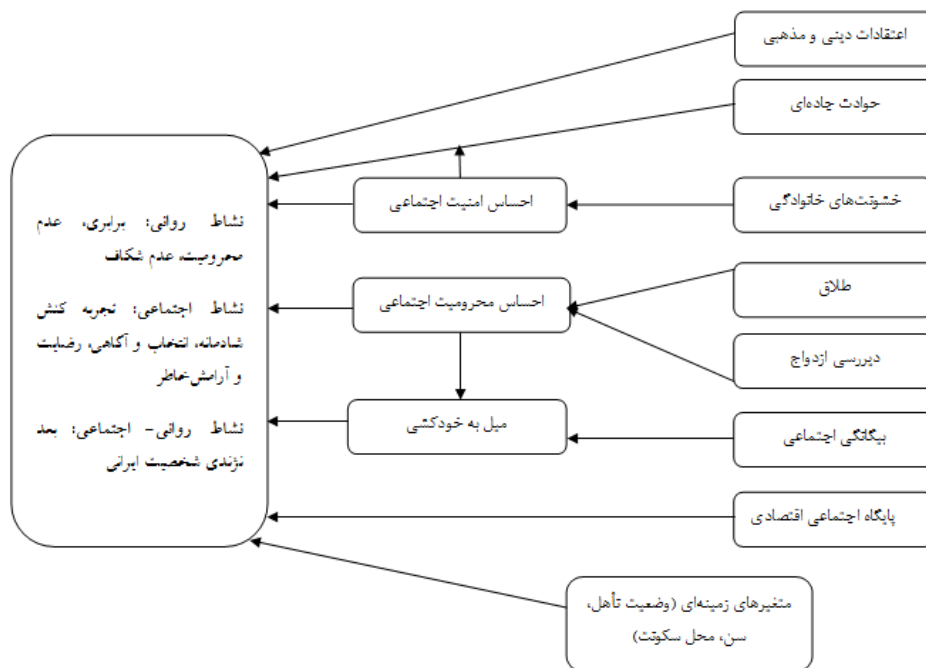 اعتقادات دینی و مذهبی
حوادث جاده‌ای
احساس امنیت اجتماعی
خشونت‌های خانوادگی
نشاط روانی: برابری، عدم
محرومیت، عدم شکاف
نشاط اجتماعی: تجربه کنش
شادمانه، انتخاب و آگاهی، رضایت
و آرامش‌خاطر
نشاط روانی- اجتماعی: بعد
نژندی شخصیت ایرانی
احساس محرومیت اجتماعی
طلاق
دیررسی ازدواج
میل به خودکشی
بیگانگی اجتماعی
پایگاه اجتماعی اقتصادی
متغیرهای زمینه‌ای (وضعیت تأهل،
سن، محل سکونت)